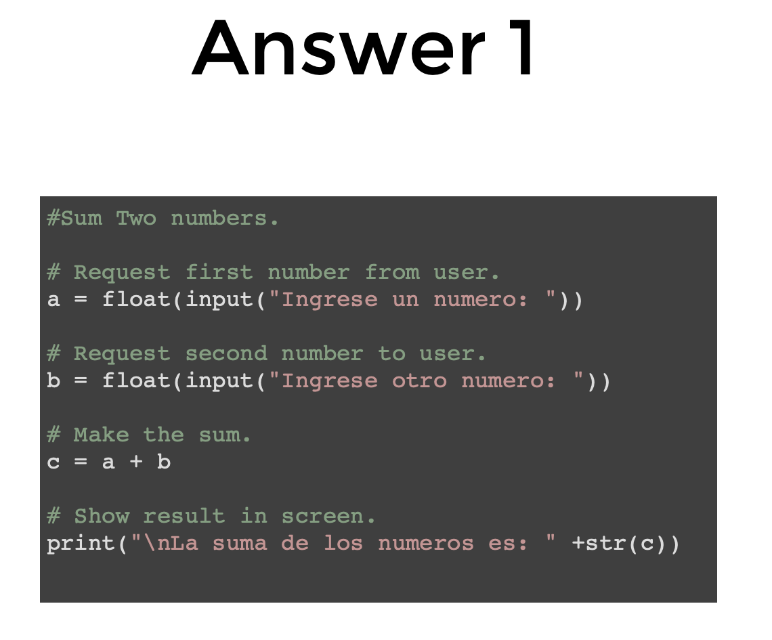 Answer 1
#Sum Two numbers.
# Request first number from user.
a = float(input("Ingrese un numero: "))
# Request second number to user.
b = float(input("Ingrese otro numero: "))
# Make the sum.
c = a + b
# Show result in screen.
print("\nLa suma de los numeros es: " +str(c))